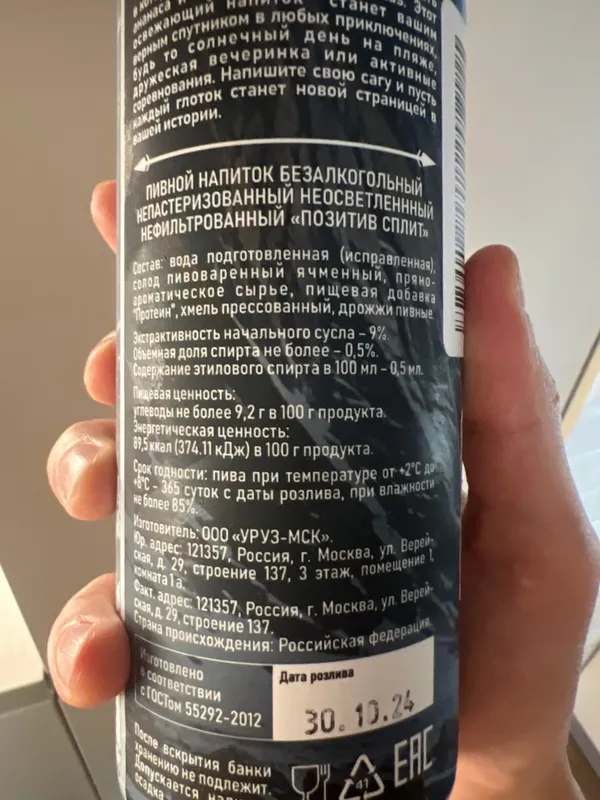 ананаса и
освежающий напиток станет вашим
верным спутником в любых приключениях,
будь то солнечный день на пляже,
дружеская вечеринка или активные
соревнования. Напишите свою сагу и пусть
каждый глоток станет новой страницей в
вашей истории.
ПИВНОЙ НАПИТОК БЕЗАЛКОГОЛЬНЫЙ
НЕПАСТЕРИЗОВАННЫЙ НЕОСВЕТЛЕННЫЙ
НЕФИЛЬТРОВАННЫЙ «ПОЗИТИВ СПЛИТ»
Состав: вода подготовленная (исправленная),
солод пивоваренный ячменный, пряно-
ароматическое сырье, пищевая добавка
"Протеин", хмель прессованный, дрожжи пивные.
Экстрактивность начального сусла – 9%.
Объемная доля спирта не более – 0,5%.
Содержание этилового спирта в 100 мл – 0,5 мл.
Пищевая ценность:
углеводы не более 9,2 г в 100 г продукта.
Энергетическая ценность:
89,5 ккал (374.11 кДж) в 100 г продукта.
Срок годности: пива при температуре от +2°C до
+8°C – 365 суток с даты розлива, при влажности
не более 85%.
Изготовитель: ООО «УРУЗ-МСК».
Юр. адрес: 121357, Россия, г. Москва, ул. Верей-
ская, д. 29, строение 137, 3 этаж, помещение 1,
комната 1 а.
Факт. адрес: 121357, Россия, г. Москва, ул. Верей-
ская, д. 29, строение 137.
Страна происхождения: Российская федерация.
Изготовлено
в соответствии
с ГОСТом 55292-2012
Дата розлива
30.10.24
После вскрытия банки
хранению не подлежит.
Допускается
осадка
41
EAC